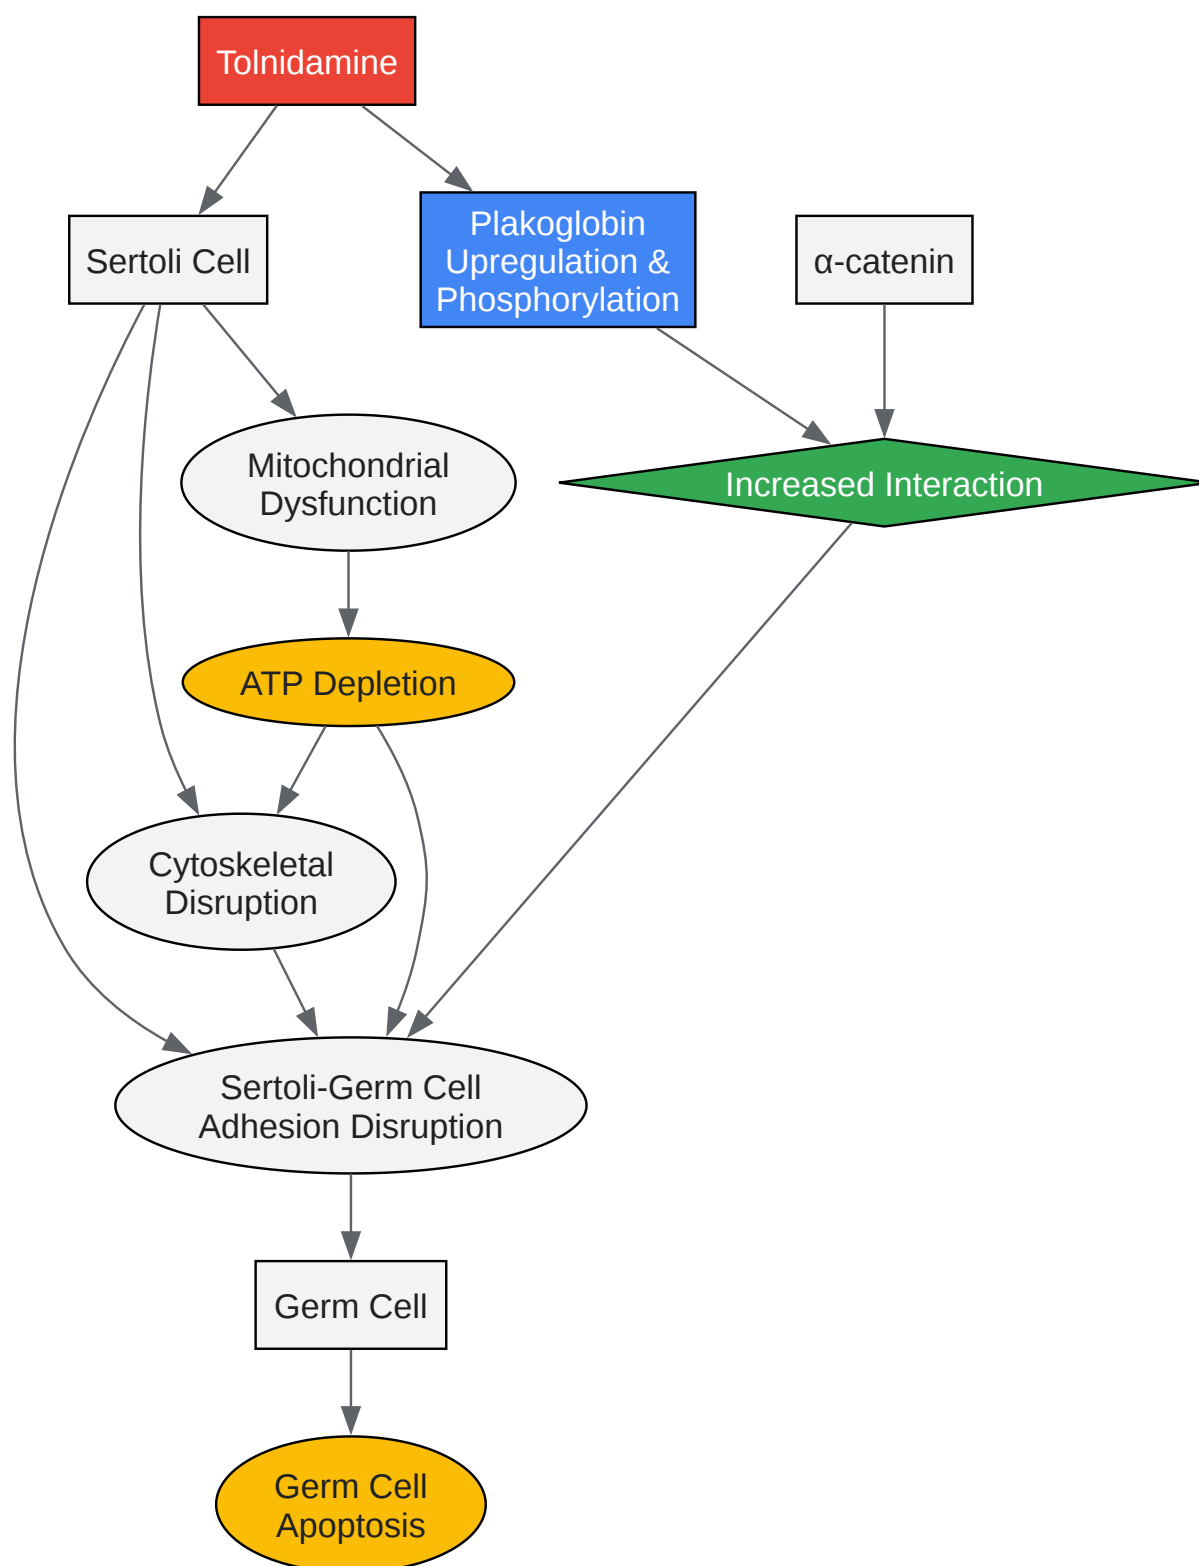 Tolnidamine
Sertoli Cell
Plakoglobin
Upregulation &
Phosphorylation
α-catenin
Mitochondrial
Dysfunction
Increased Interaction
ATP Depletion
Cytoskeletal
Disruption
Sertoli-Germ Cell
Adhesion Disruption
Germ Cell
Germ Cell
Apoptosis